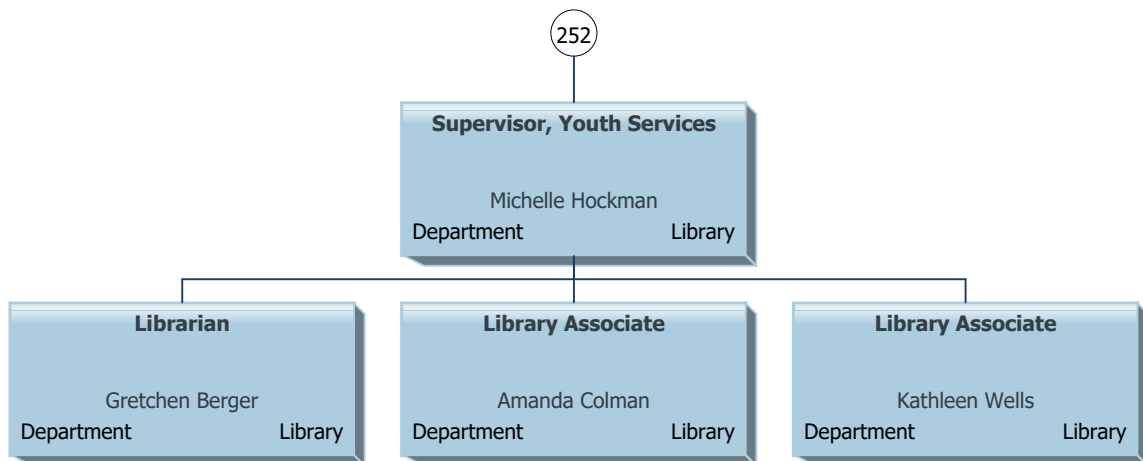 252
Supervisor, Youth Services
Michelle Hockman
Department Library
Librarian
Gretchen Berger
Department Library
Library Associate
Amanda Colman
Department Library
Library Associate
Kathleen Wells
Department Library